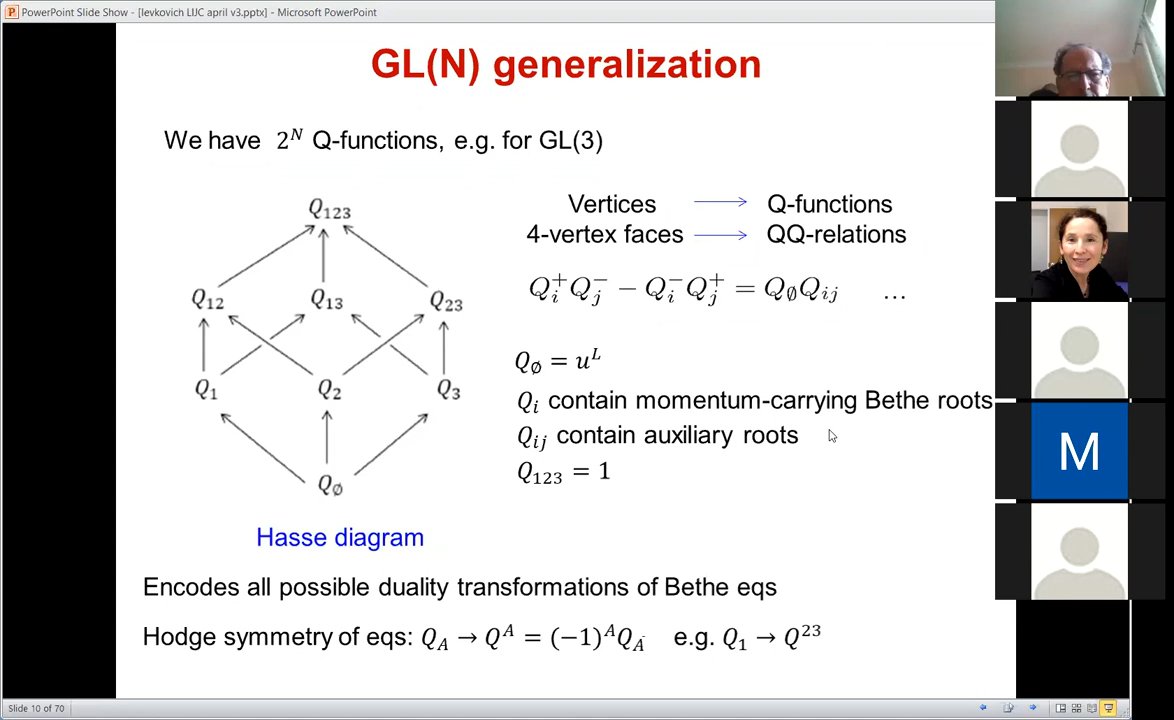 PowerPoint Slide Show - [levkovich LIJC april v3.pptx] - Microsoft PowerPoint
GL(N) generalization
We have 2^N Q-functions, e.g. for GL(3)
Q_123
Q_12 Q_13 Q_23
Q_1 Q_2 Q_3
Q_∅
Hasse diagram
Vertices → Q-functions
4-vertex faces → QQ-relations
Q_i^+ Q_j^- − Q_i^- Q_j^+ = Q_∅ Q_ij ...
Q_∅ = u^L
Q_i contain momentum-carrying Bethe roots
Q_ij contain auxiliary roots
Q_123 = 1
Encodes all possible duality transformations of Bethe eqs
Hodge symmetry of eqs: Q_A → Q^A = (−1)^A Q_A e.g. Q_1 → Q^23
M
Slide 10 of 70